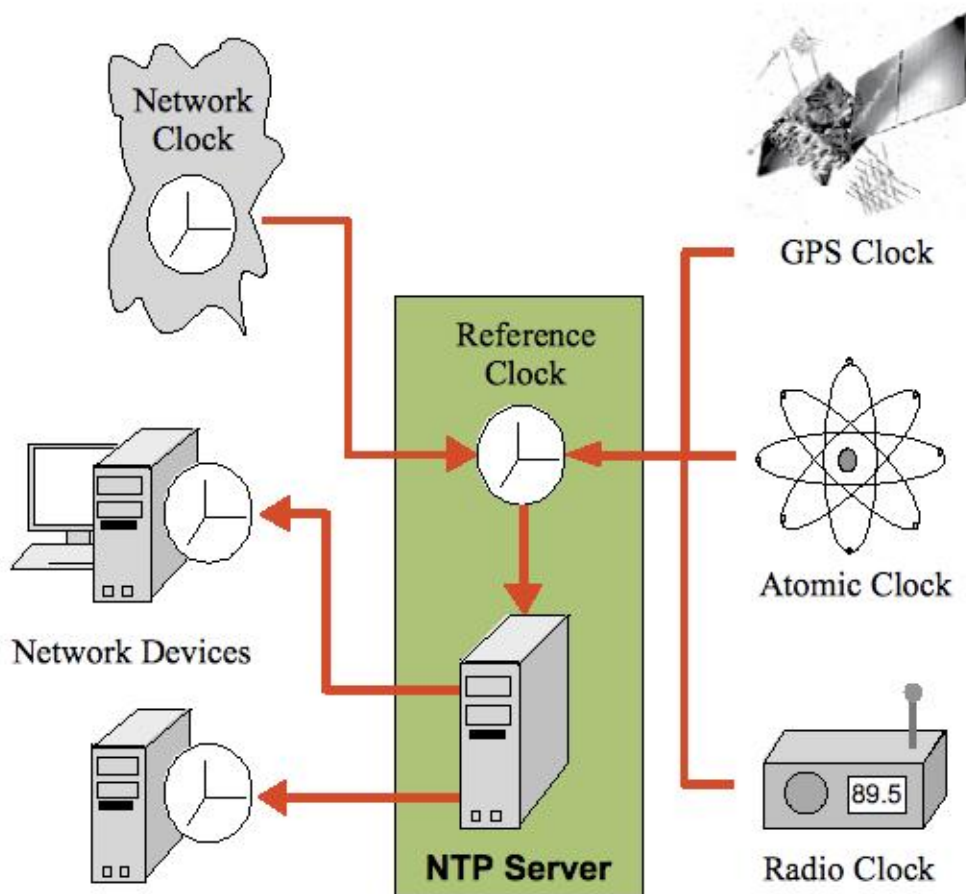 Network
Clock
GPS Clock
Reference
Clock
Atomic Clock
Network Devices
89.5
NTP Server
Radio Clock